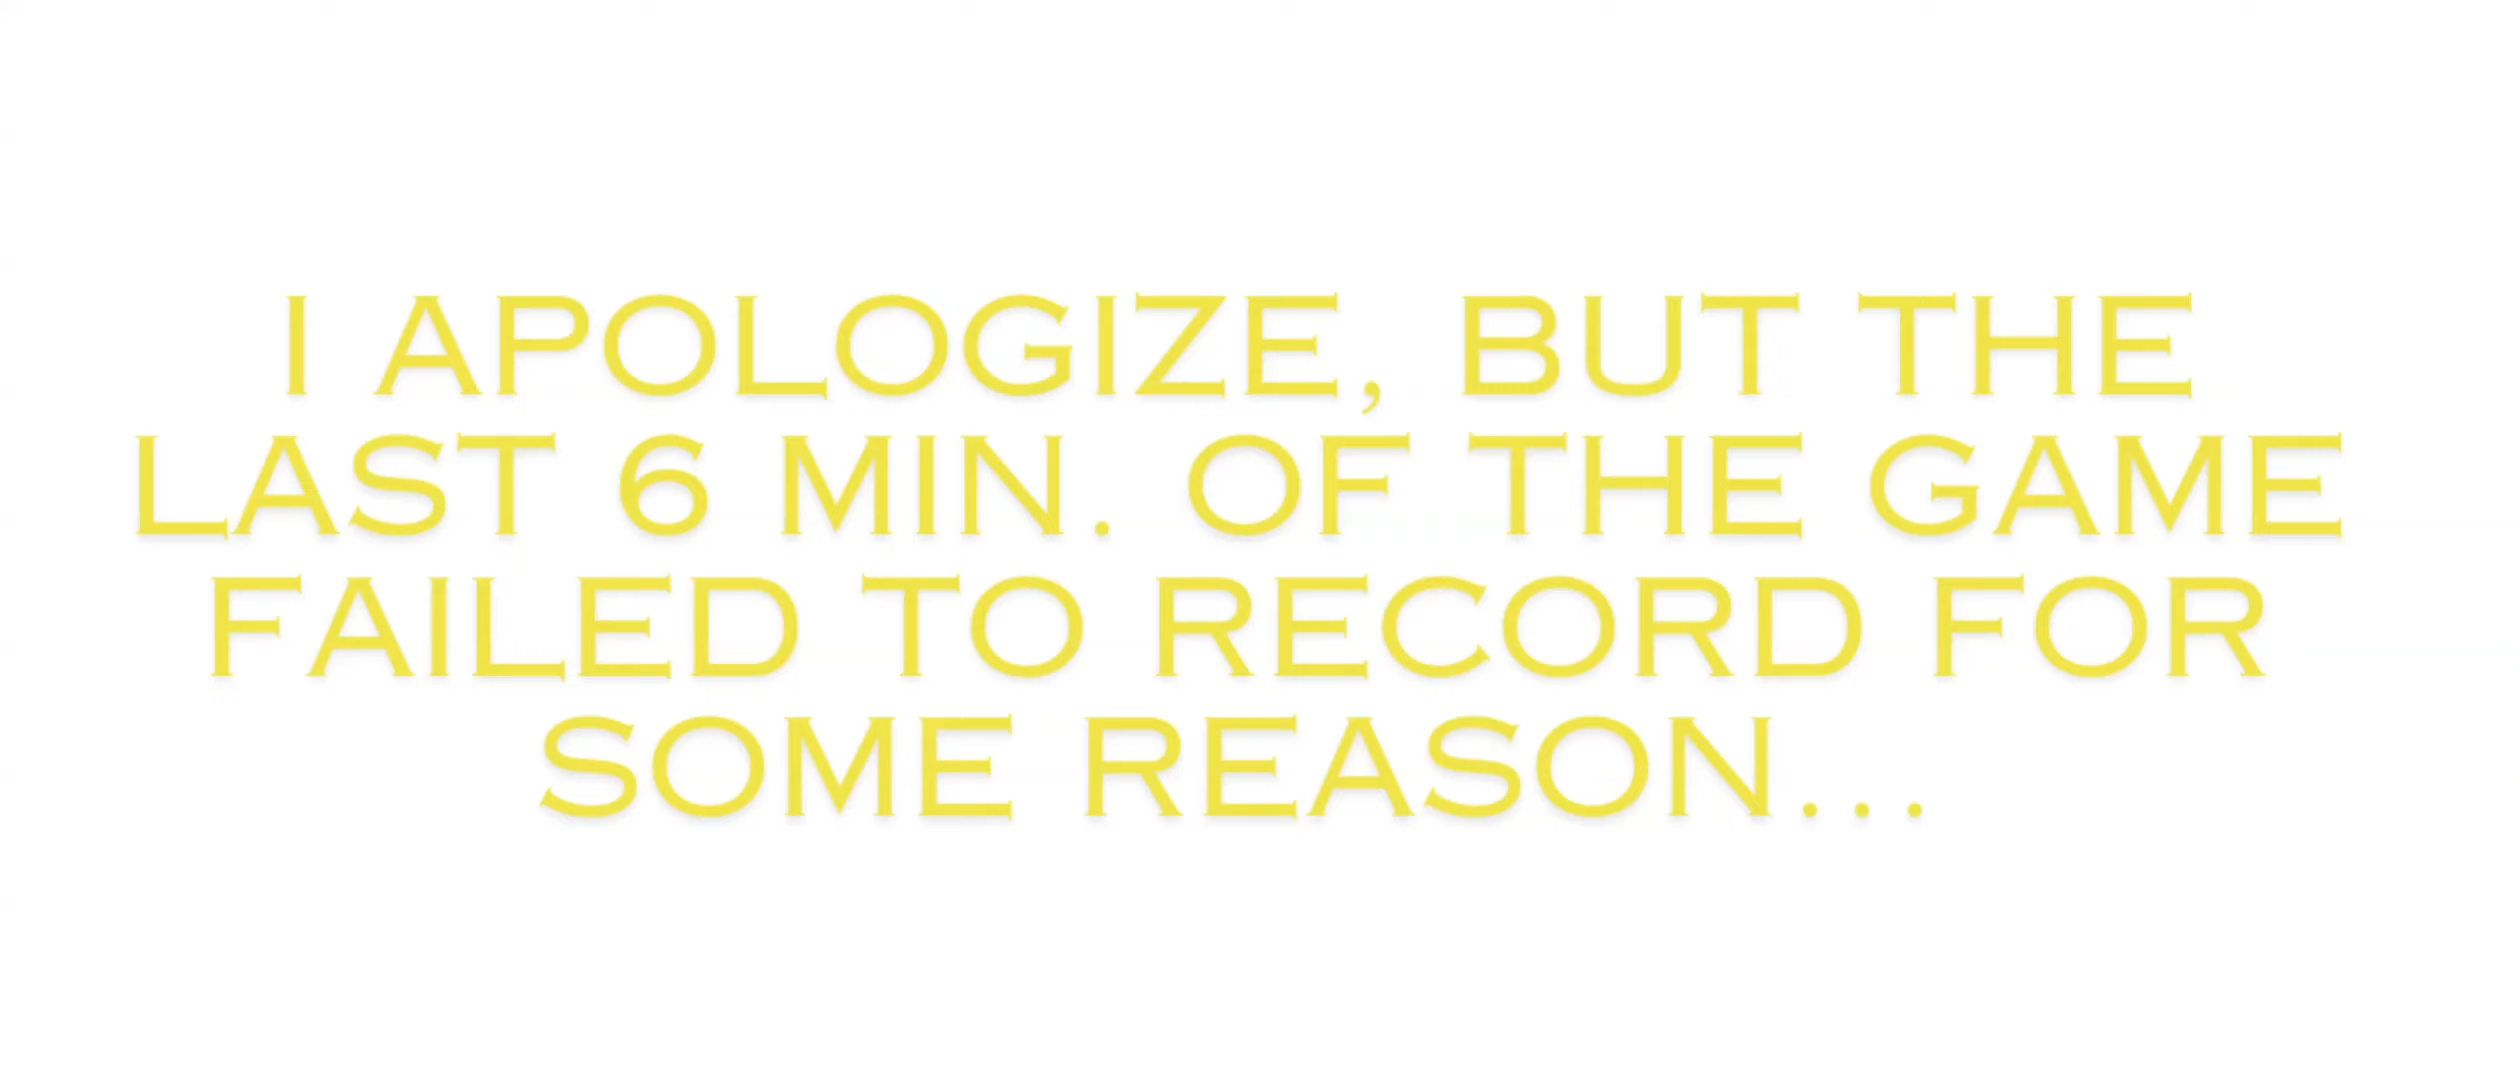 I APOLOGIZE, BUT THE
LAST 6 MIN. OF THE GAME
FAILED TO RECORD FOR
SOME REASON...